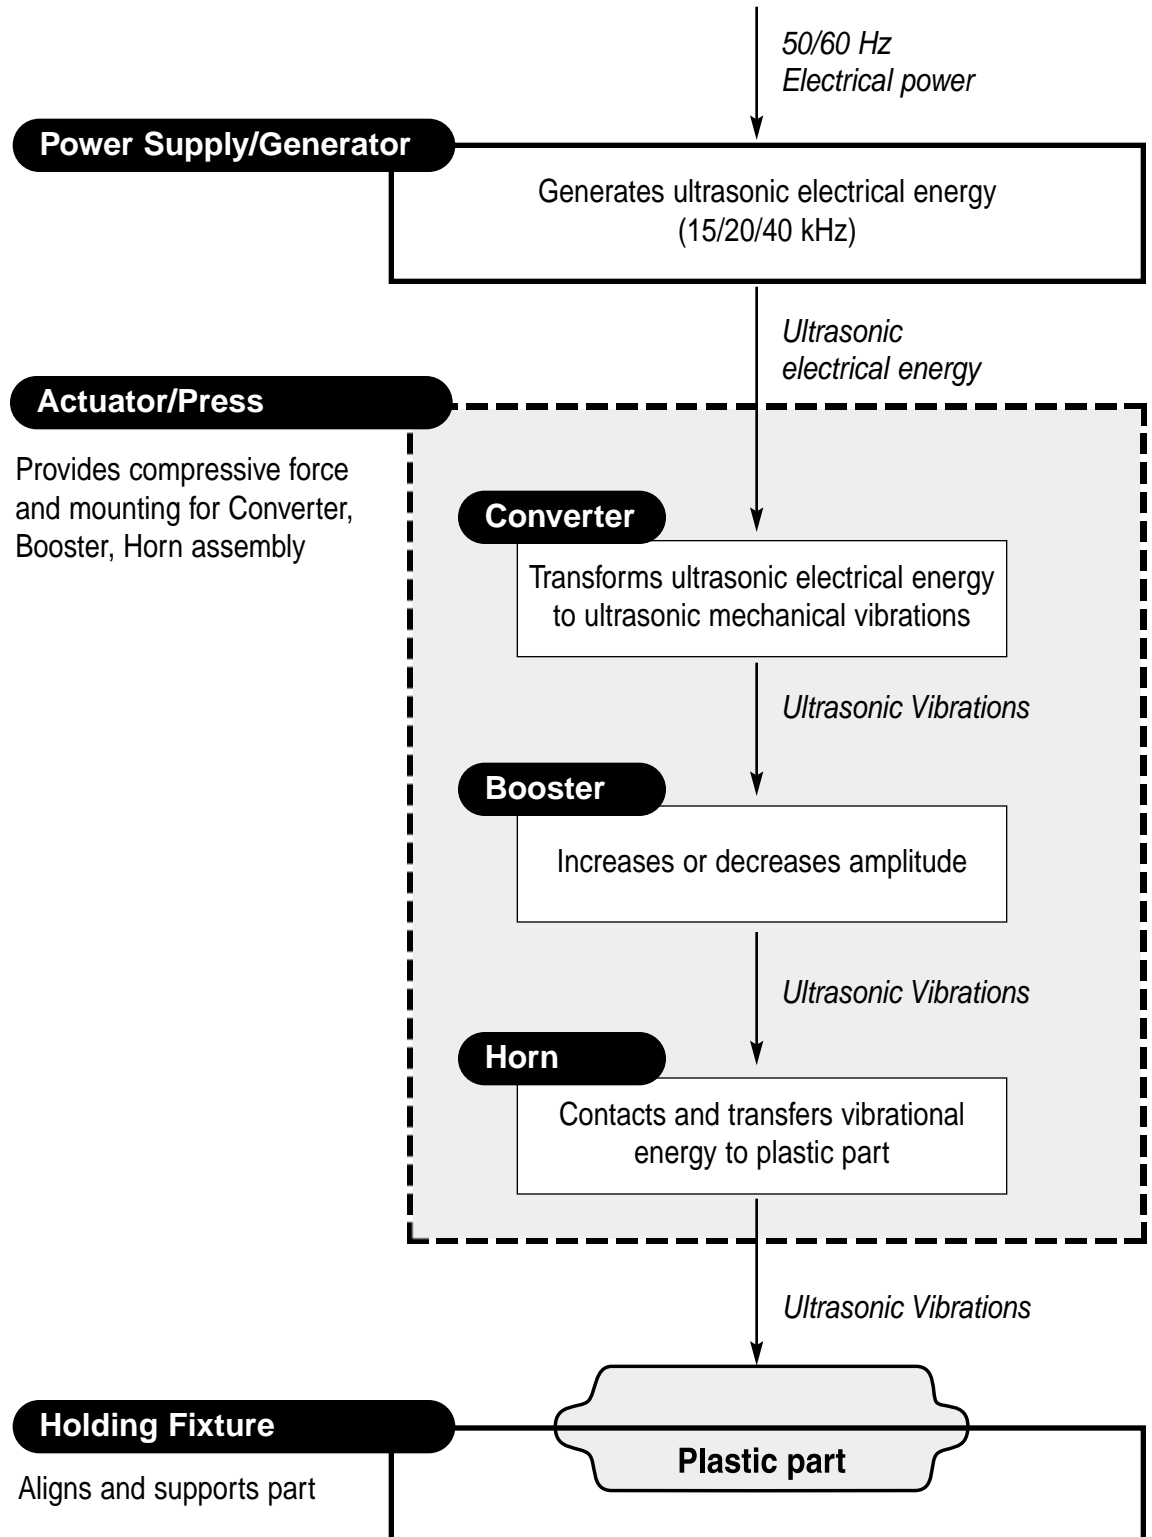 50/60 Hz
Electrical power
Power Supply/Generator
Generates ultrasonic electrical energy
(15/20/40 kHz)
Ultrasonic
electrical energy
Actuator/Press
Provides compressive force
and mounting for Converter,
Booster, Horn assembly
Converter
Transforms ultrasonic electrical energy
to ultrasonic mechanical vibrations
Ultrasonic Vibrations
Booster
Increases or decreases amplitude
Ultrasonic Vibrations
Horn
Contacts and transfers vibrational
energy to plastic part
Ultrasonic Vibrations
Holding Fixture
Aligns and supports part
Plastic part